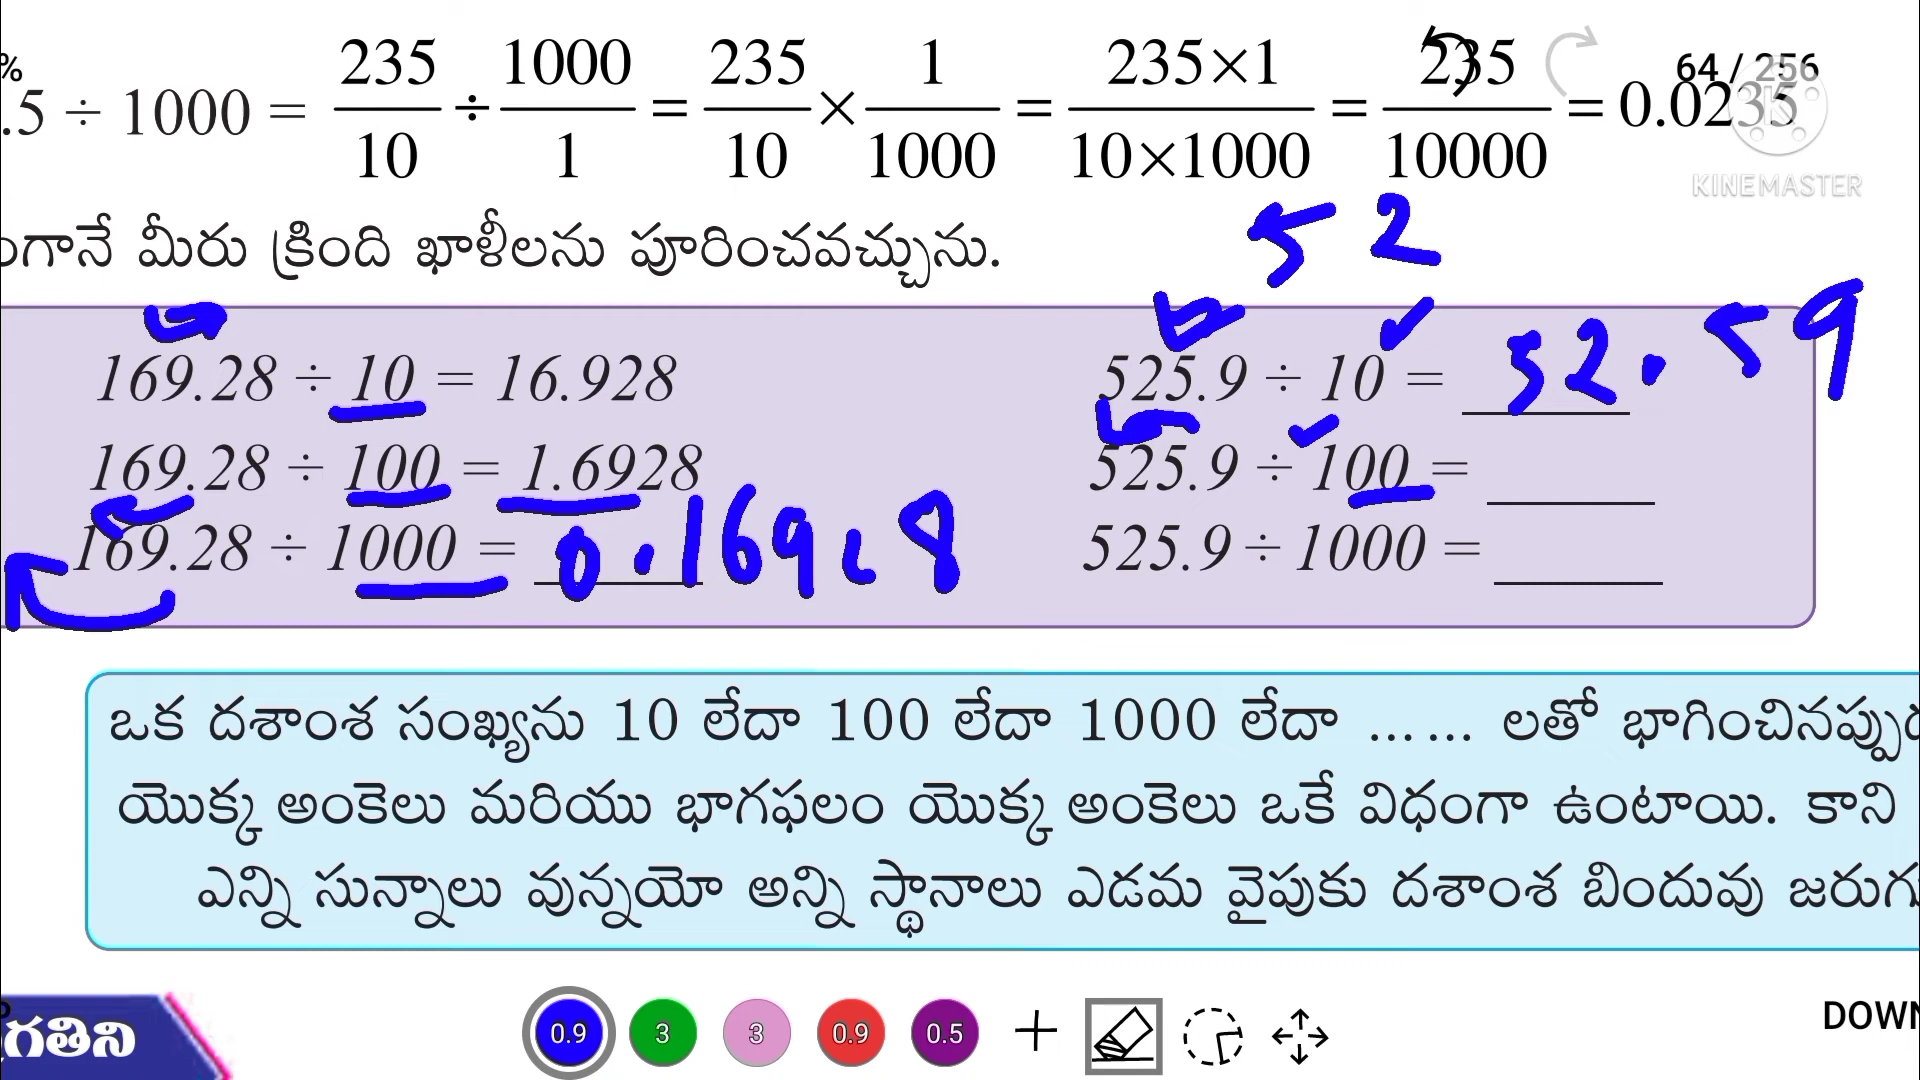 %
64 / 256
.5 ÷ 1000 = 235/10 ÷ 1000/1 = 235/10 × 1/1000 = 235×1/10×1000 = 235/10000 = 0.0235
KINEMASTER
ంగానే మీరు క్రింది ఖాళీలను పూరించవచ్చును.
52
169.28 ÷ 10 = 16.928
525.9 ÷ 10 = 52.59
169.28 ÷ 100 = 1.6928
525.9 ÷ 100 = ______
169.28 ÷ 1000 = 0.16928
525.9 ÷ 1000 = ______
ఒక దశాంశ సంఖ్యను 10 లేదా 100 లేదా 1000 లేదా ...... లతో భాగించినప్పుడ
యొక్క అంకెలు మరియు భాగఫలం యొక్క అంకెలు ఒకే విధంగా ఉంటాయి. కాని
ఎన్ని సున్నాలు వున్నయో అన్ని స్థానాలు ఎడమ వైపుకు దశాంశ బిందువు జరుగు
గతిని
0.9 3 3 0.9 0.5
DOWN